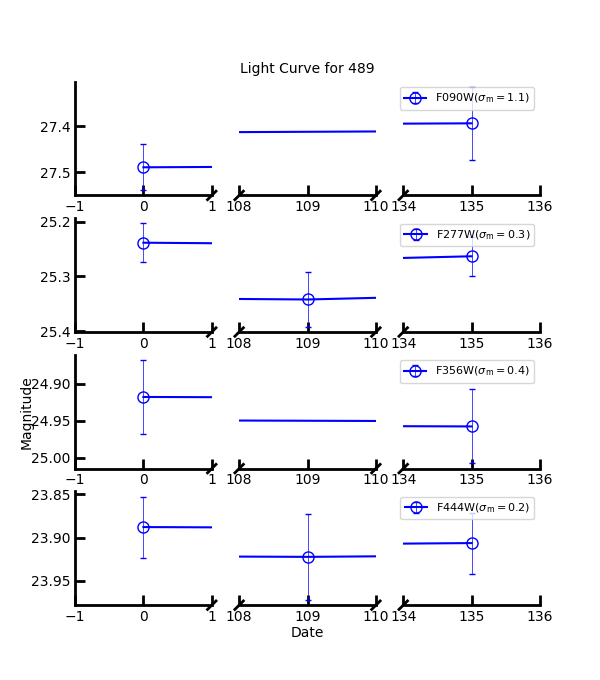 Light Curve for 489
27.4
27.5
F090W(σm = 1.1)
−1 0 1 108 109 110 134 135 136
25.2
25.3
25.4
F277W(σm = 0.3)
−1 0 1 108 109 110 134 135 136
24.90
24.95
25.00
F356W(σm = 0.4)
Magnitude
−1 0 1 108 109 110 134 135 136
23.85
23.90
23.95
F444W(σm = 0.2)
−1 0 1 108 109 110 134 135 136
Date